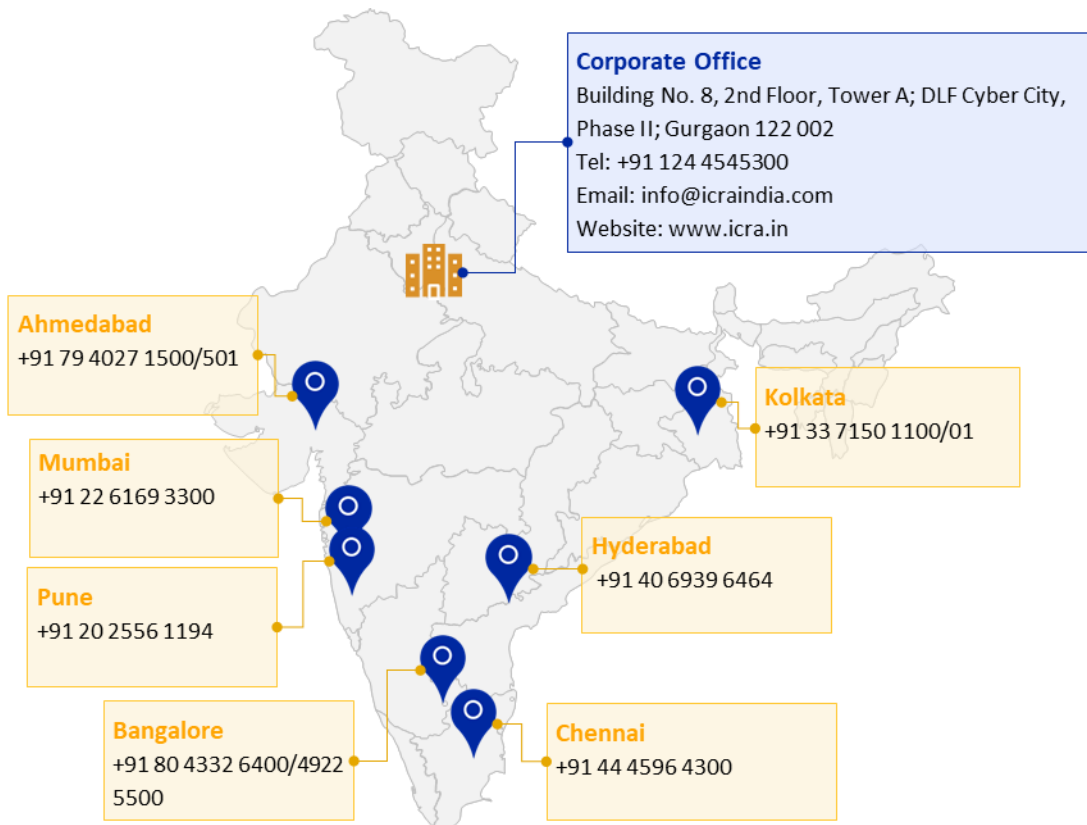 Corporate Office
Building No. 8, 2nd Floor, Tower A; DLF Cyber City,
Phase II; Gurgaon 122 002
Tel: +91 124 4545300
Email: info@icraindia.com
Website: www.icra.in
Ahmedabad
+91 79 4027 1500/501
Kolkata
+91 33 7150 1100/01
Mumbai
+91 22 6169 3300
Hyderabad
+91 40 6939 6464
Pune
+91 20 2556 1194
Bangalore
+91 80 4332 6400/4922
5500
Chennai
+91 44 4596 4300